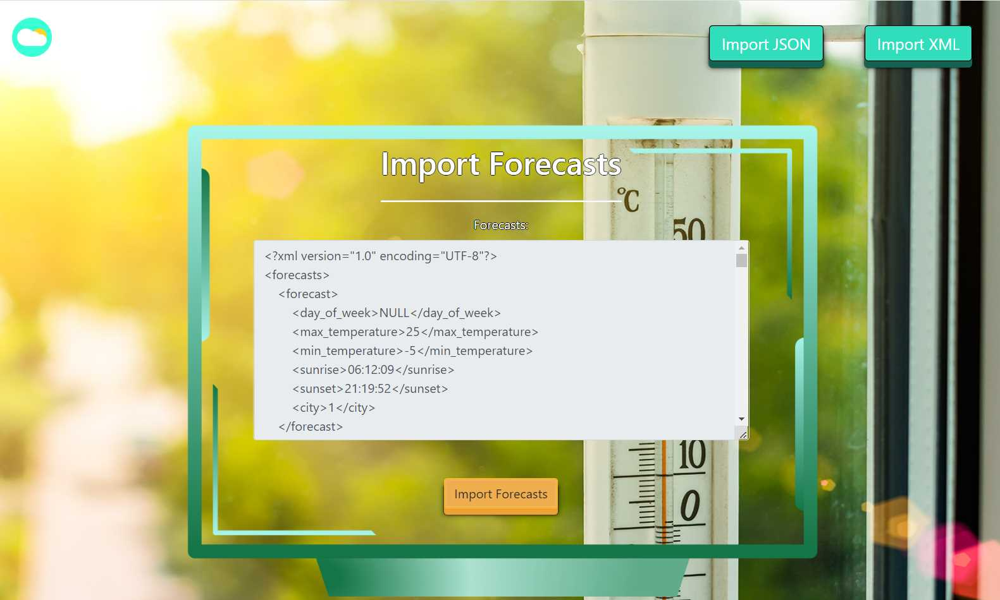 Import JSON
Import XML
Import Forecasts
°C
50
Forecasts:
<?xml version="1.0" encoding="UTF-8"?>
<forecasts>
<forecast>
<day_of_week>NULL</day_of_week>
<max_temperature>25</max_temperature>
<min_temperature>-5</min_temperature>
<sunrise>06:12:09</sunrise>
<sunset>21:19:52</sunset>
<city>1</city>
</forecast>
10
Import Forecasts
0